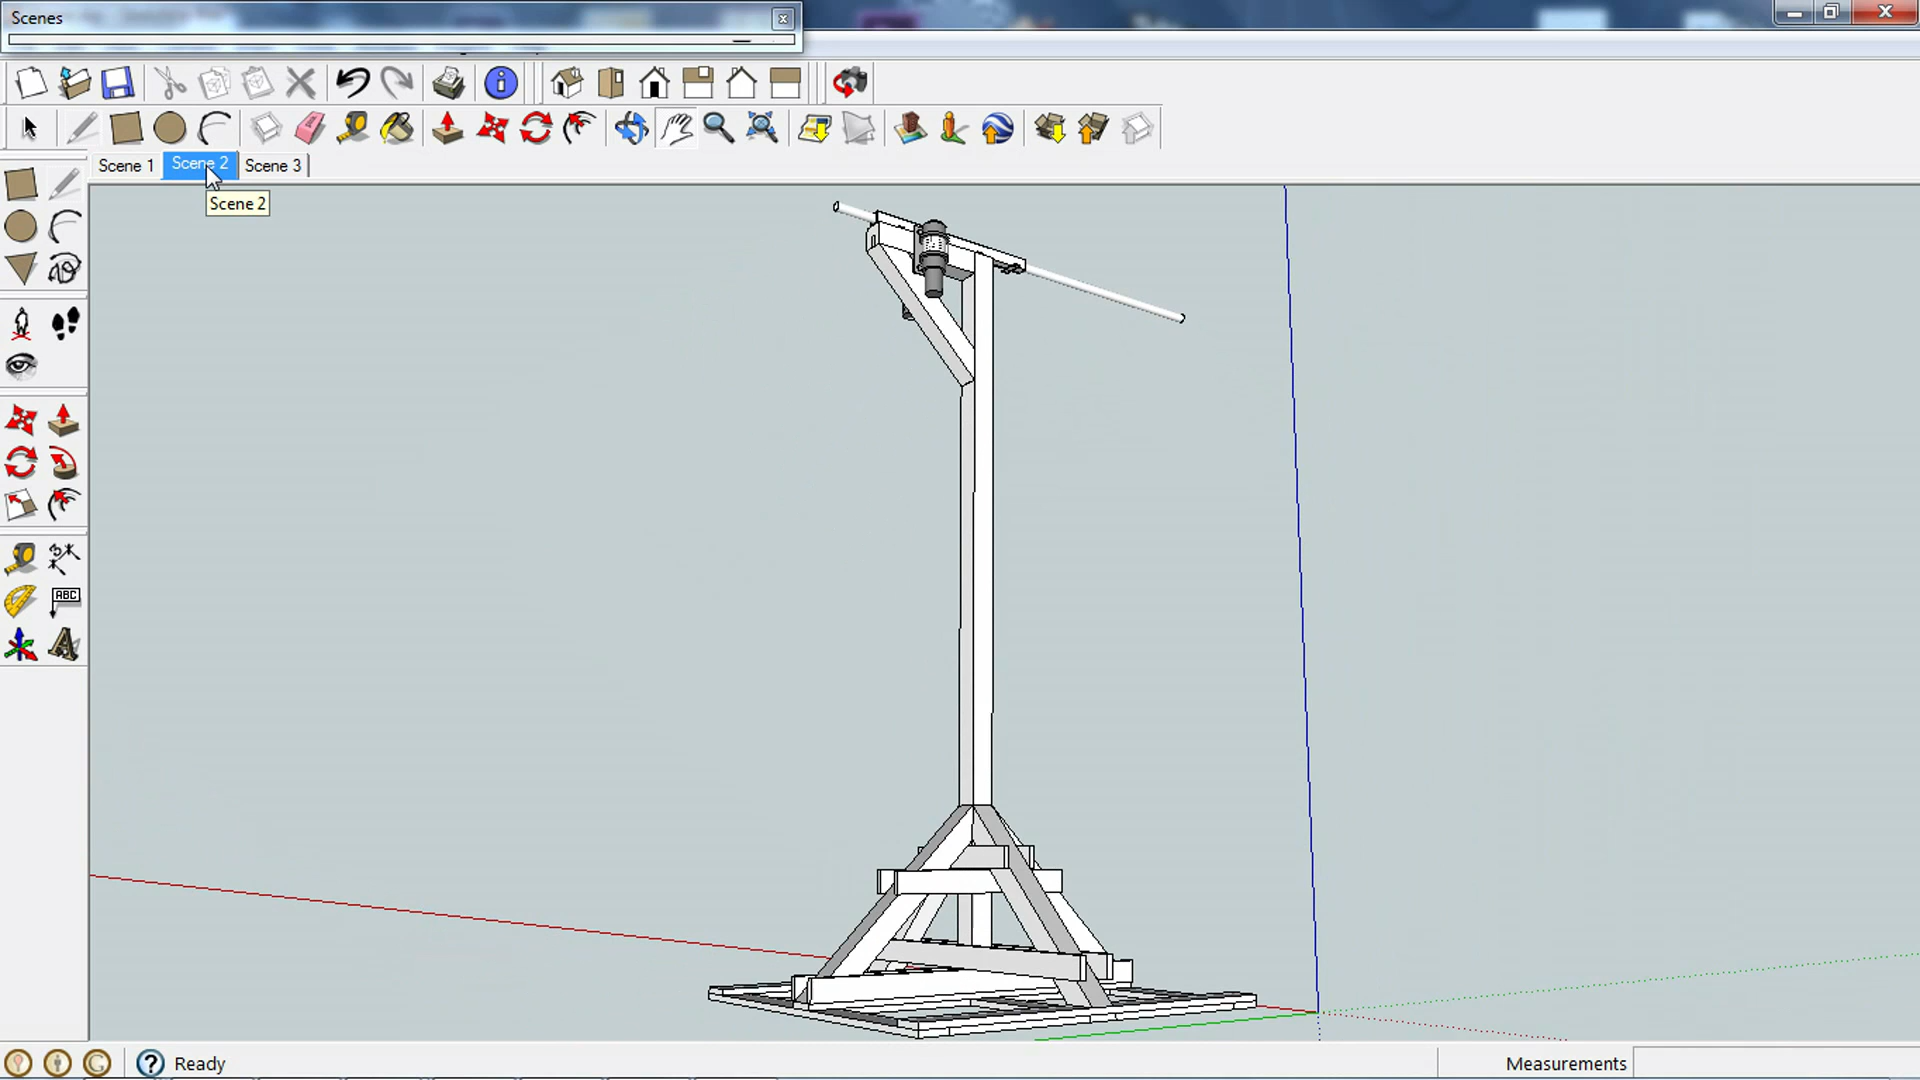 Scenes
Scene 1
Scene 2
Scene 3
Scene 2
ABC
Ready
Measurements